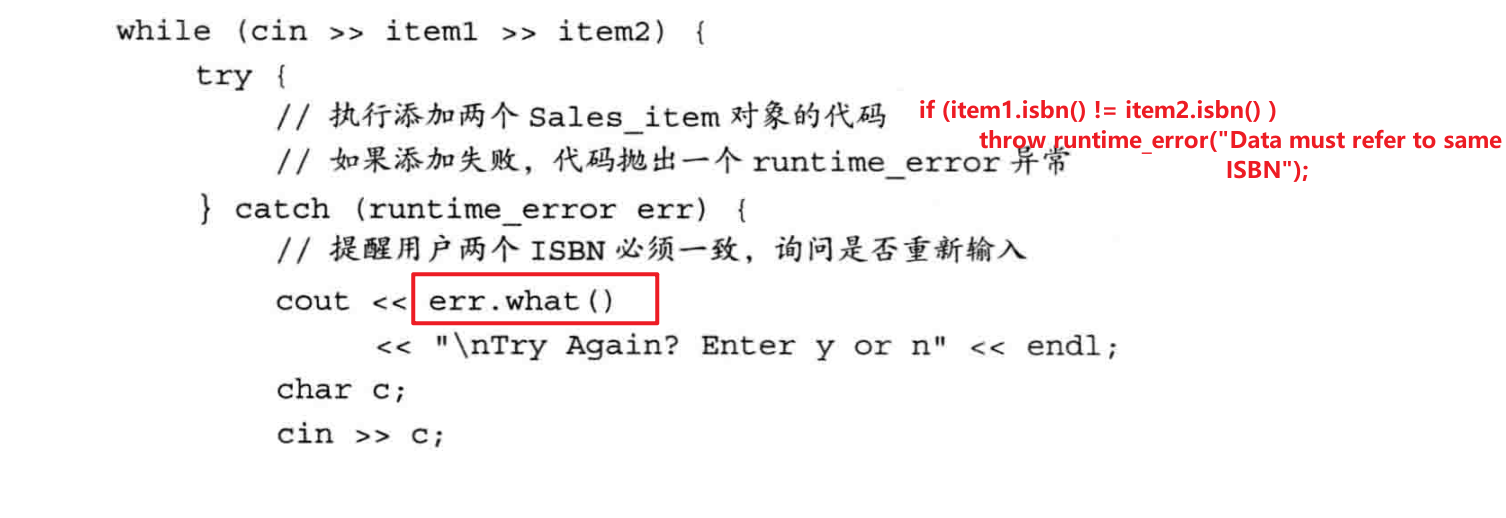 while (cin >> item1 >> item2) {
try {
// 执行添加两个 Sales_item 对象的代码
if (item1.isbn() != item2.isbn() )
throw runtime_error("Data must refer to same
ISBN");
// 如果添加失败，代码抛出一个 runtime_error 异常
} catch (runtime_error err) {
// 提醒用户两个 ISBN 必须一致，询问是否重新输入
cout << err.what()
<< "\nTry Again? Enter y or n" << endl;
char c;
cin >> c;